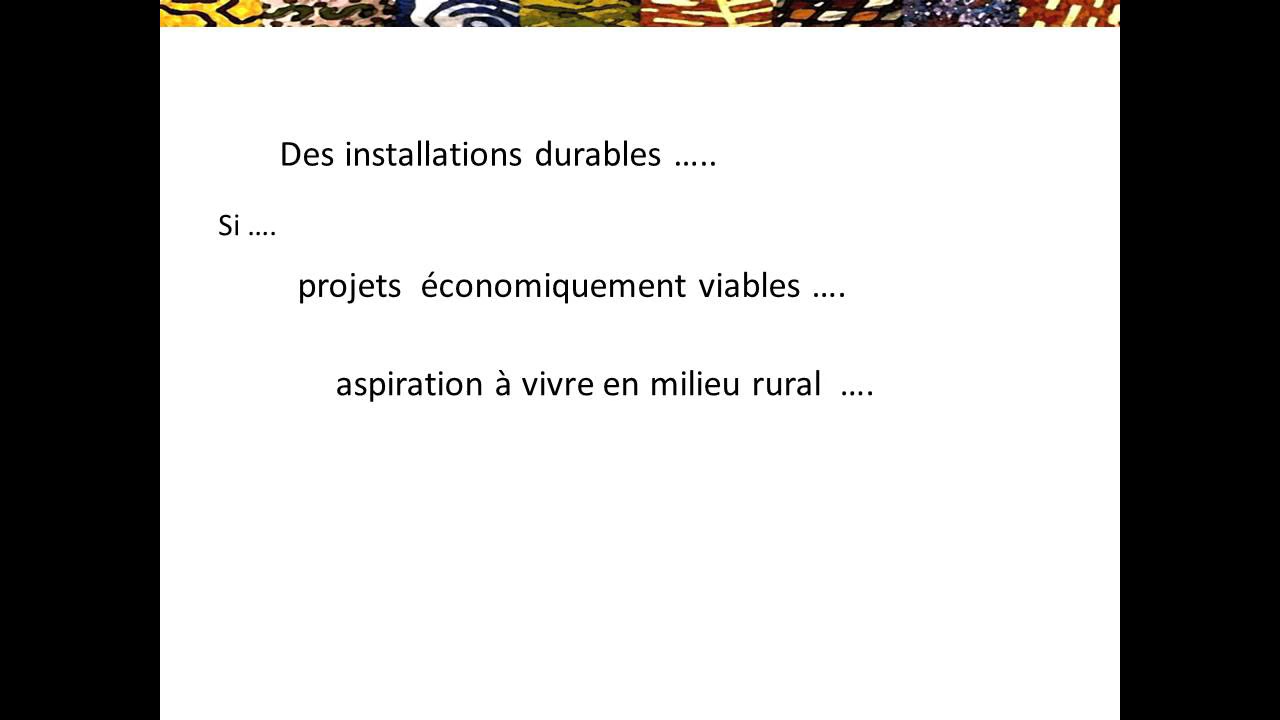 Des installations durables …..
Si ….
projets  économiquement viables ….
aspiration à vivre en milieu rural  ….